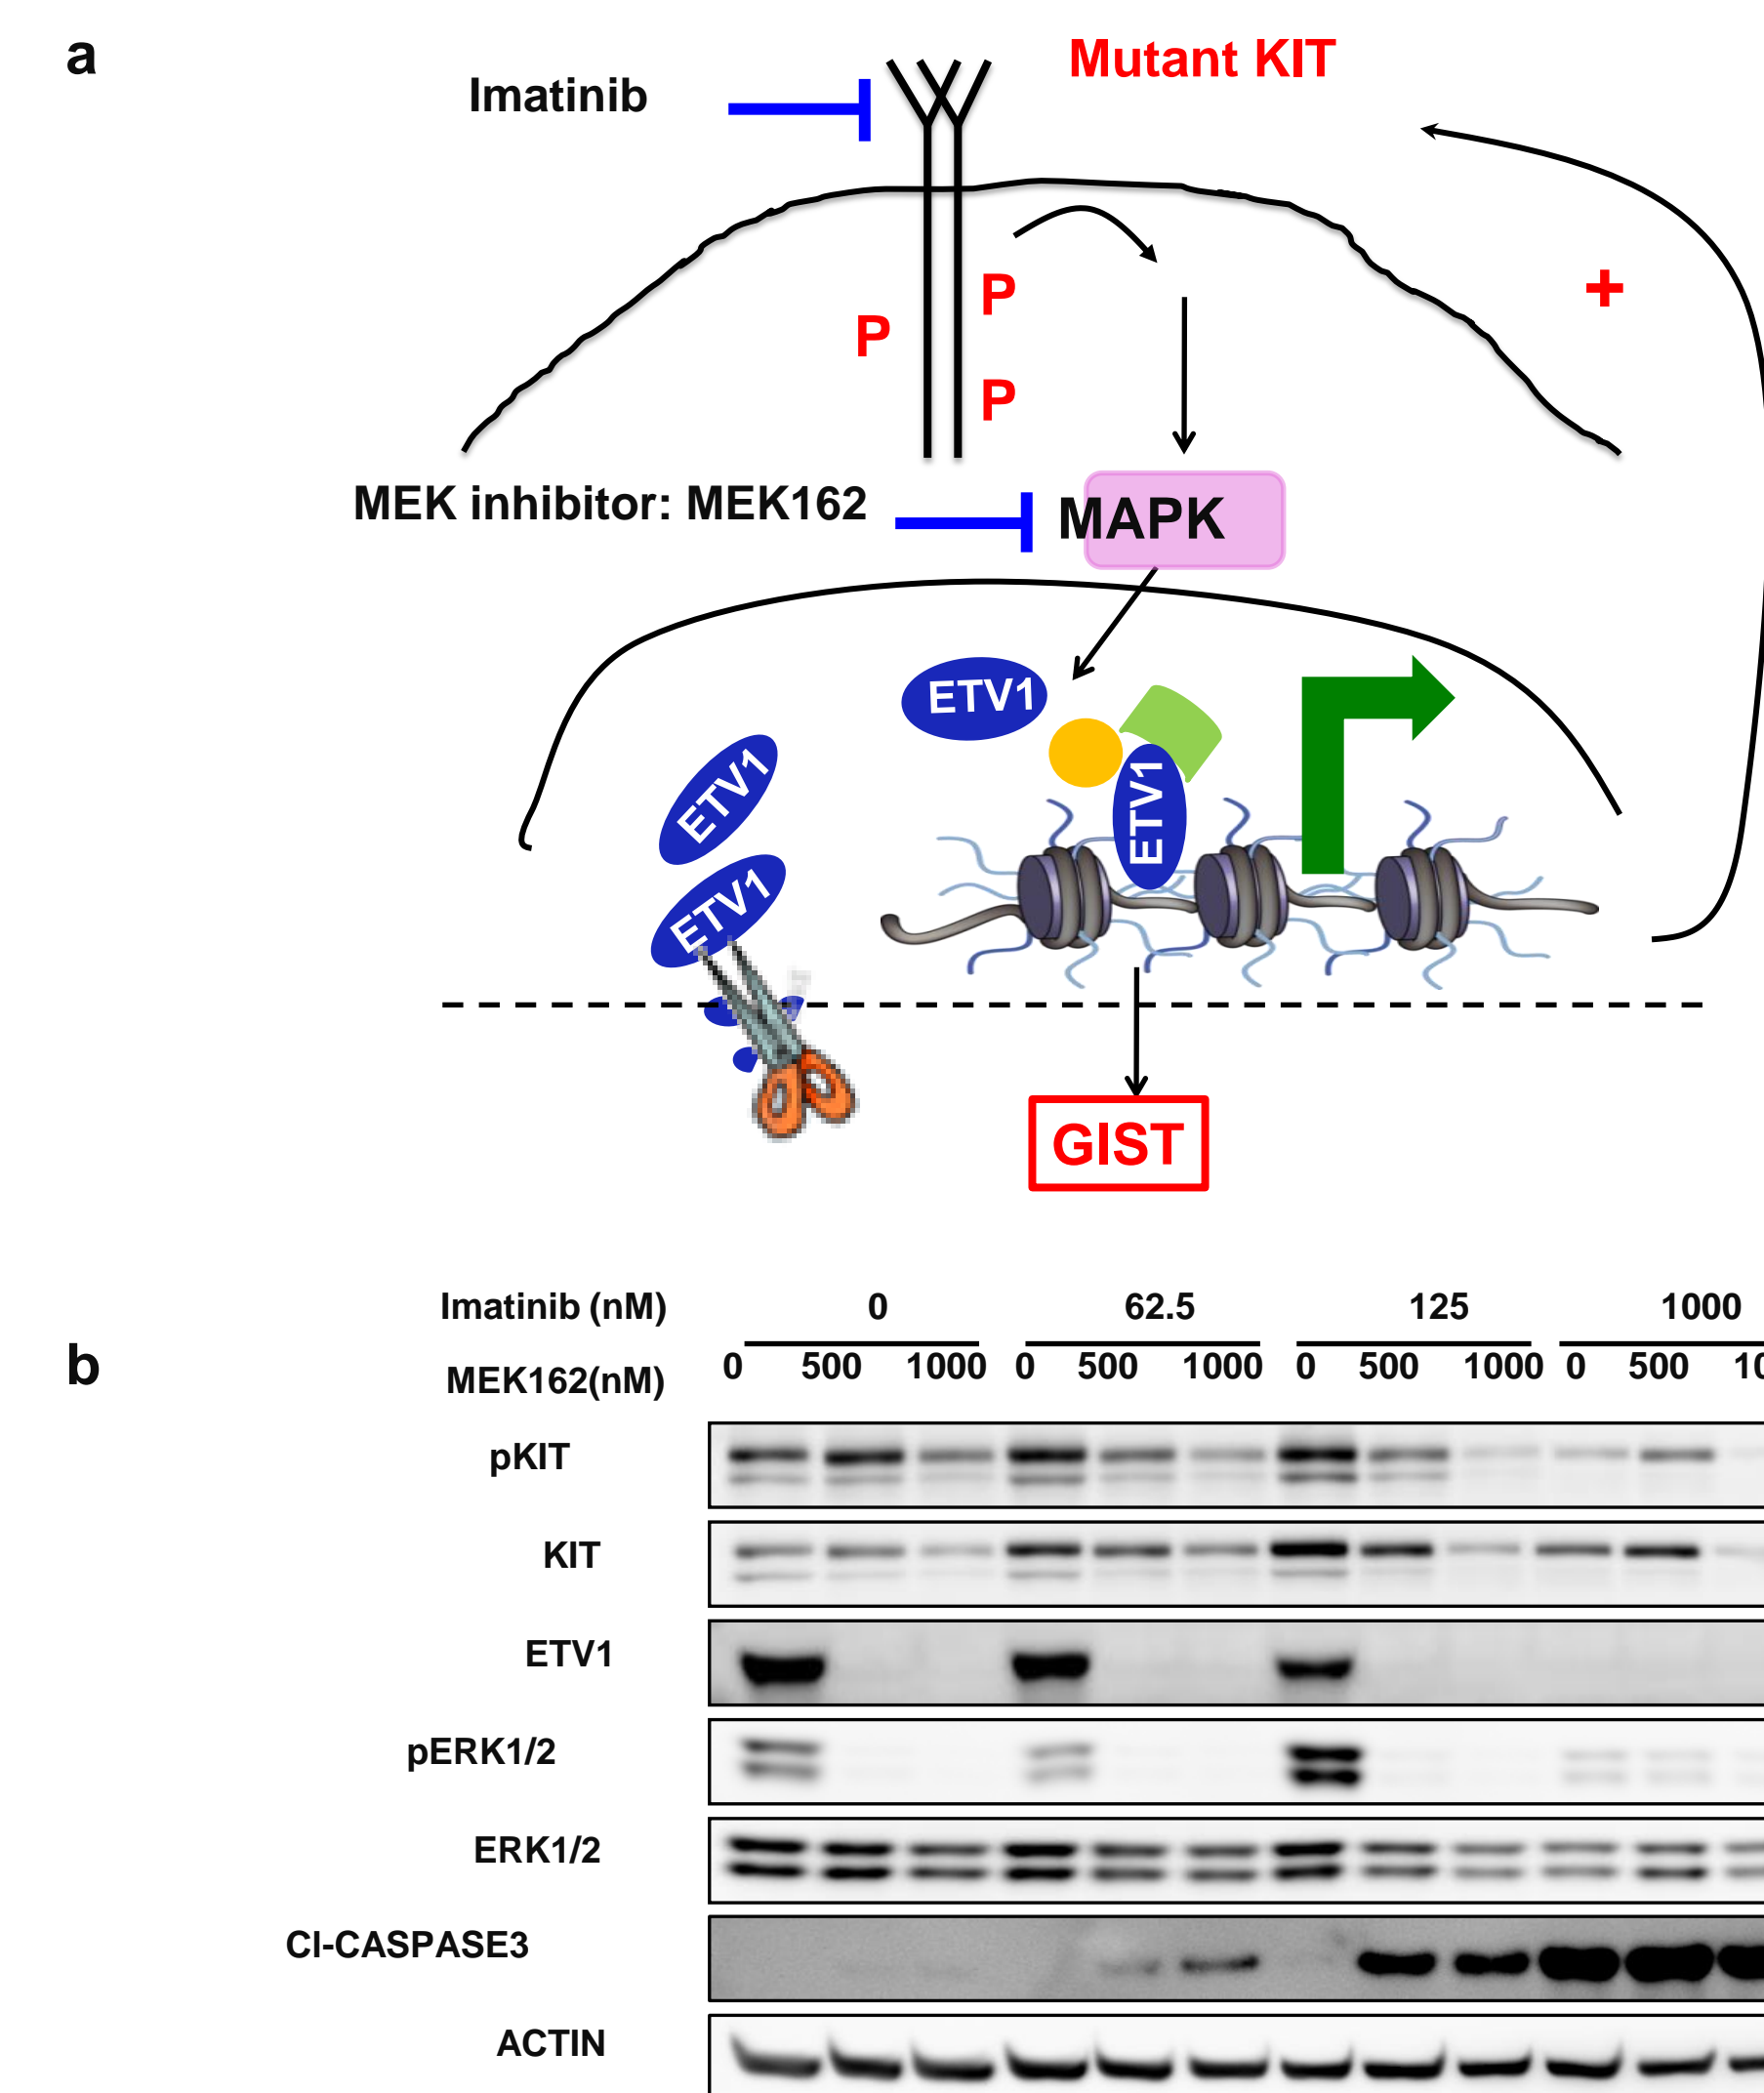 a
Mutant KIT
Imatinib
+
P
P
P
MEK inhibitor: MEK162
MAPK
ETV1
ETV1
ETV1
ETV1
GIST
Imatinib (nM) 0 62.5 125 1000
b
MEK162(nM) 0 500 1000 0 500 1000 0 500 1000 0 500
pKIT
KIT
ETV1
pERK1/2
ERK1/2
Cl-CASPASE3
ACTIN